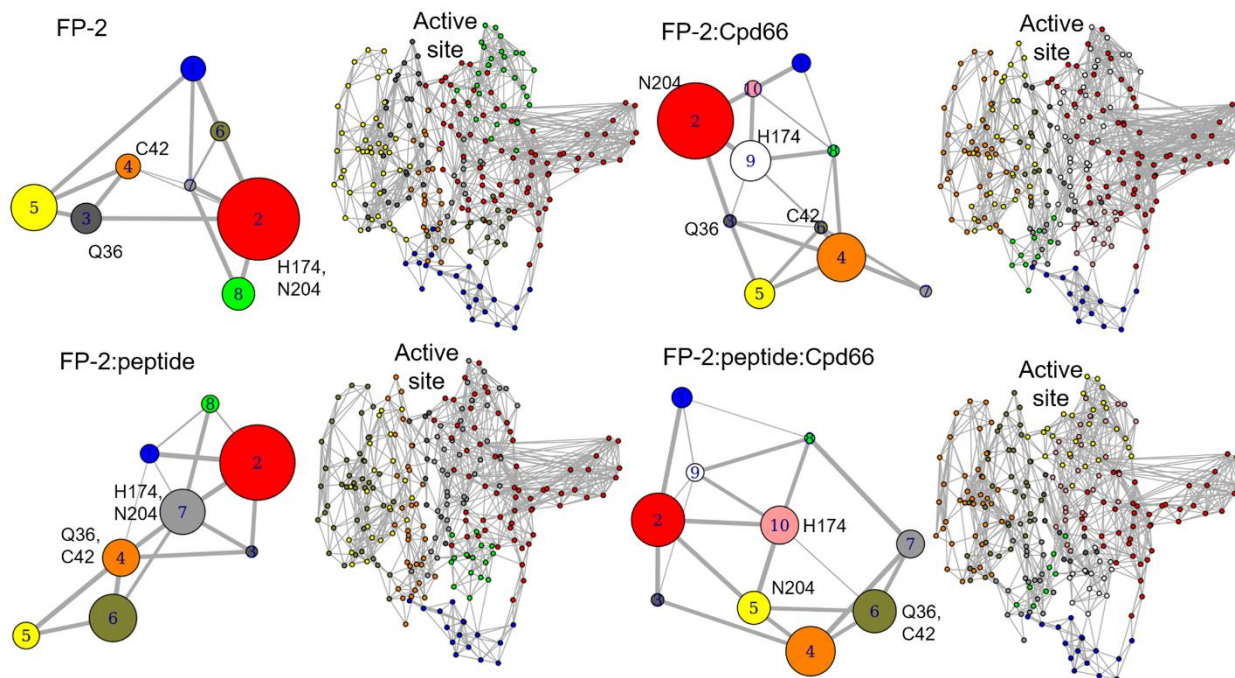 FP-2
Active
site
1
6
C42
4
7
5
3
2
Q36
H174,
N204
8
FP-2:Cpd66
Active
site
N204
1
10
2
H174
8
9
C42
3
6
Q36
4
5
7
FP-2:peptide
Active
site
8
1
2
H174,
N204
7
Q36,
C42
4
3
6
5
FP-2:peptide:Cpd66
Active
site
1
8
9
2
10
H174
7
N204
3
5
6
Q36,
C42
4